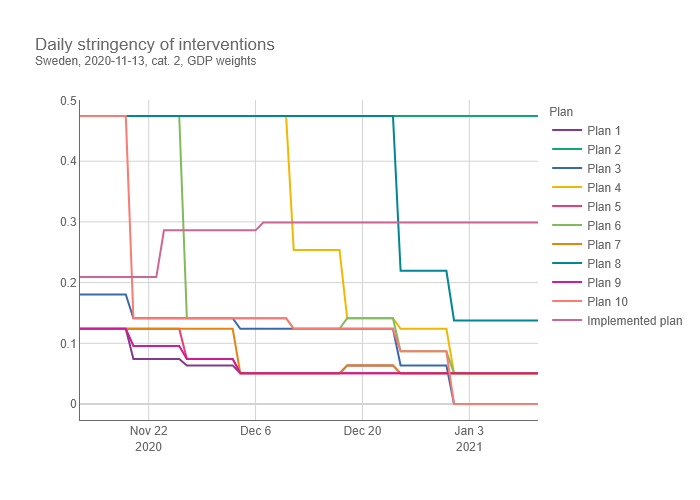 Daily stringency of interventions
Sweden, 2020-11-13, cat. 2, GDP weights
0.5
0.4
0.3
0.2
0.1
0
Nov 22
2020
Dec 6
Dec 20
Jan 3
2021
Plan
Plan 1
Plan 2
Plan 3
Plan 4
Plan 5
Plan 6
Plan 7
Plan 8
Plan 9
Plan 10
Implemented plan